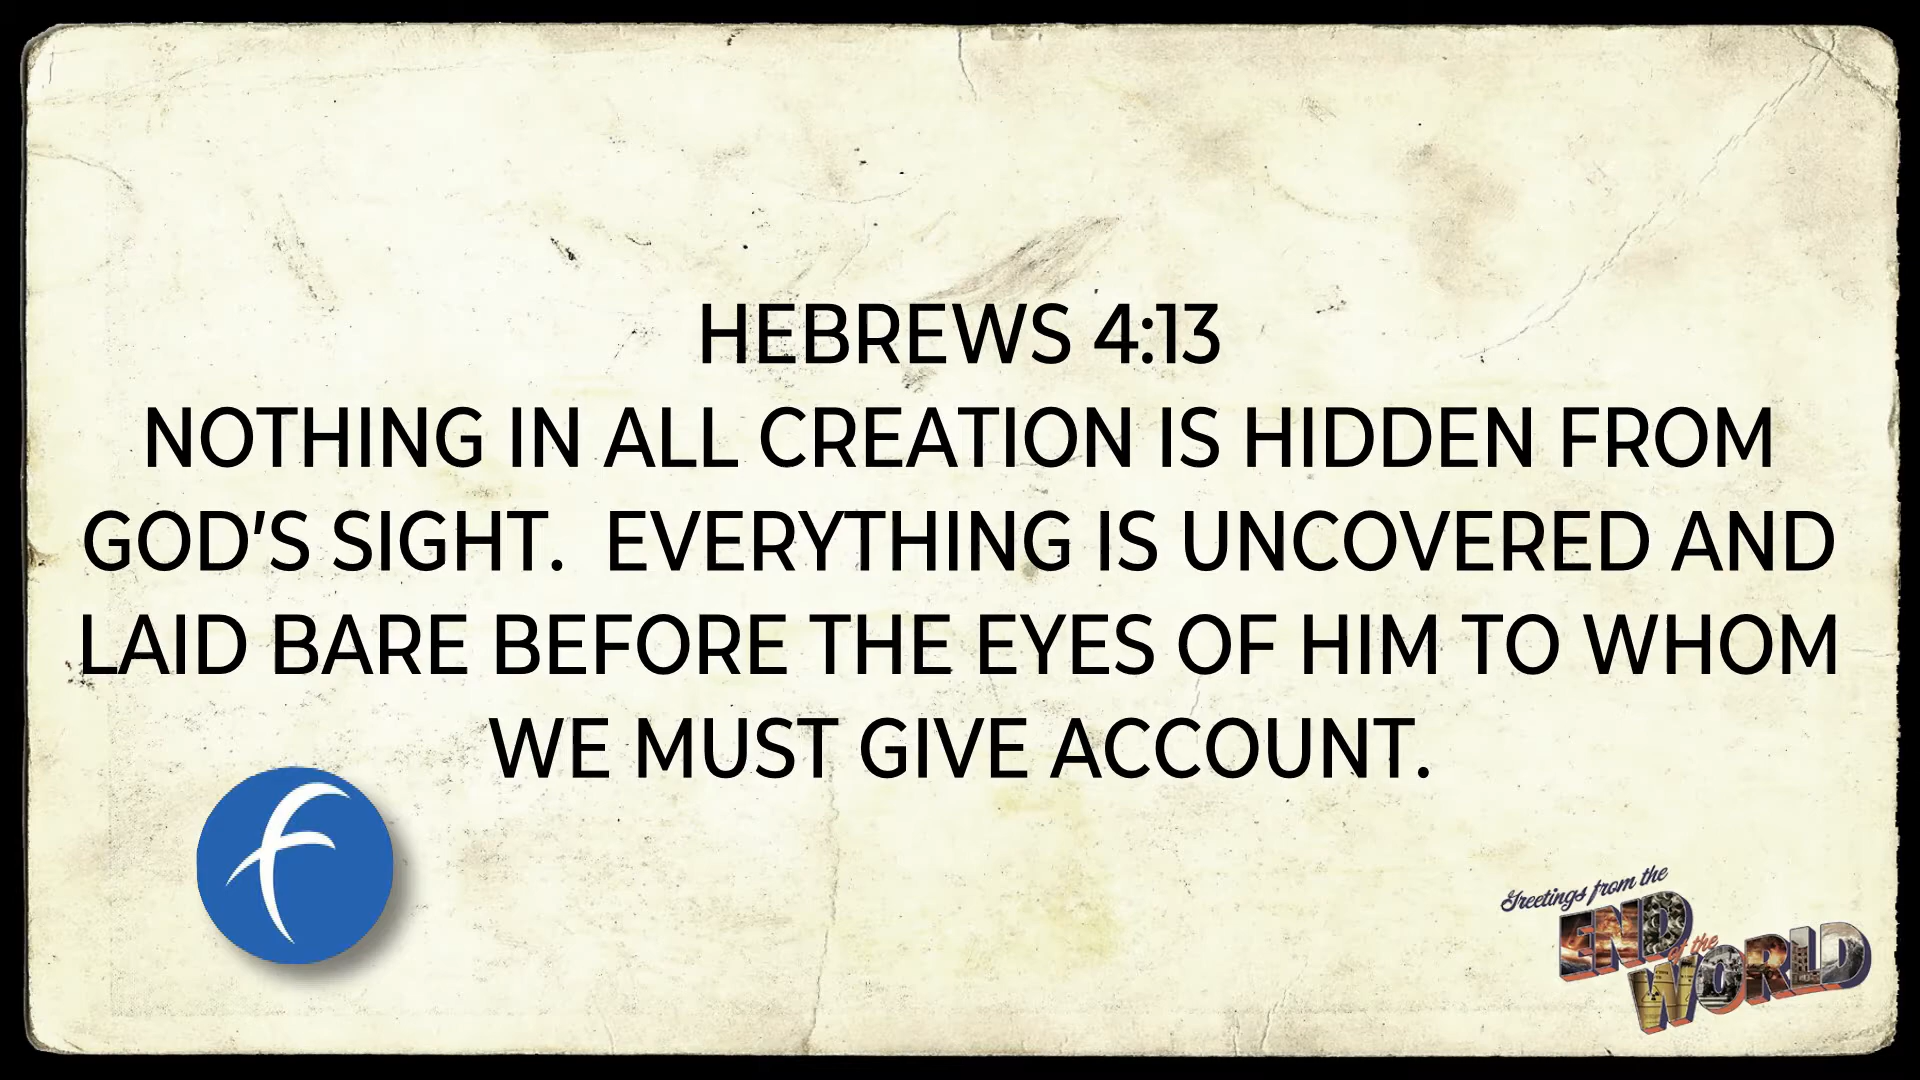 HEBREWS 4:13
NOTHING IN ALL CREATION IS HIDDEN FROM
GOD'S SIGHT.  EVERYTHING IS UNCOVERED AND
LAID BARE BEFORE THE EYES OF HIM TO WHOM
WE MUST GIVE ACCOUNT.
Greetings from the
END of the
WORLD